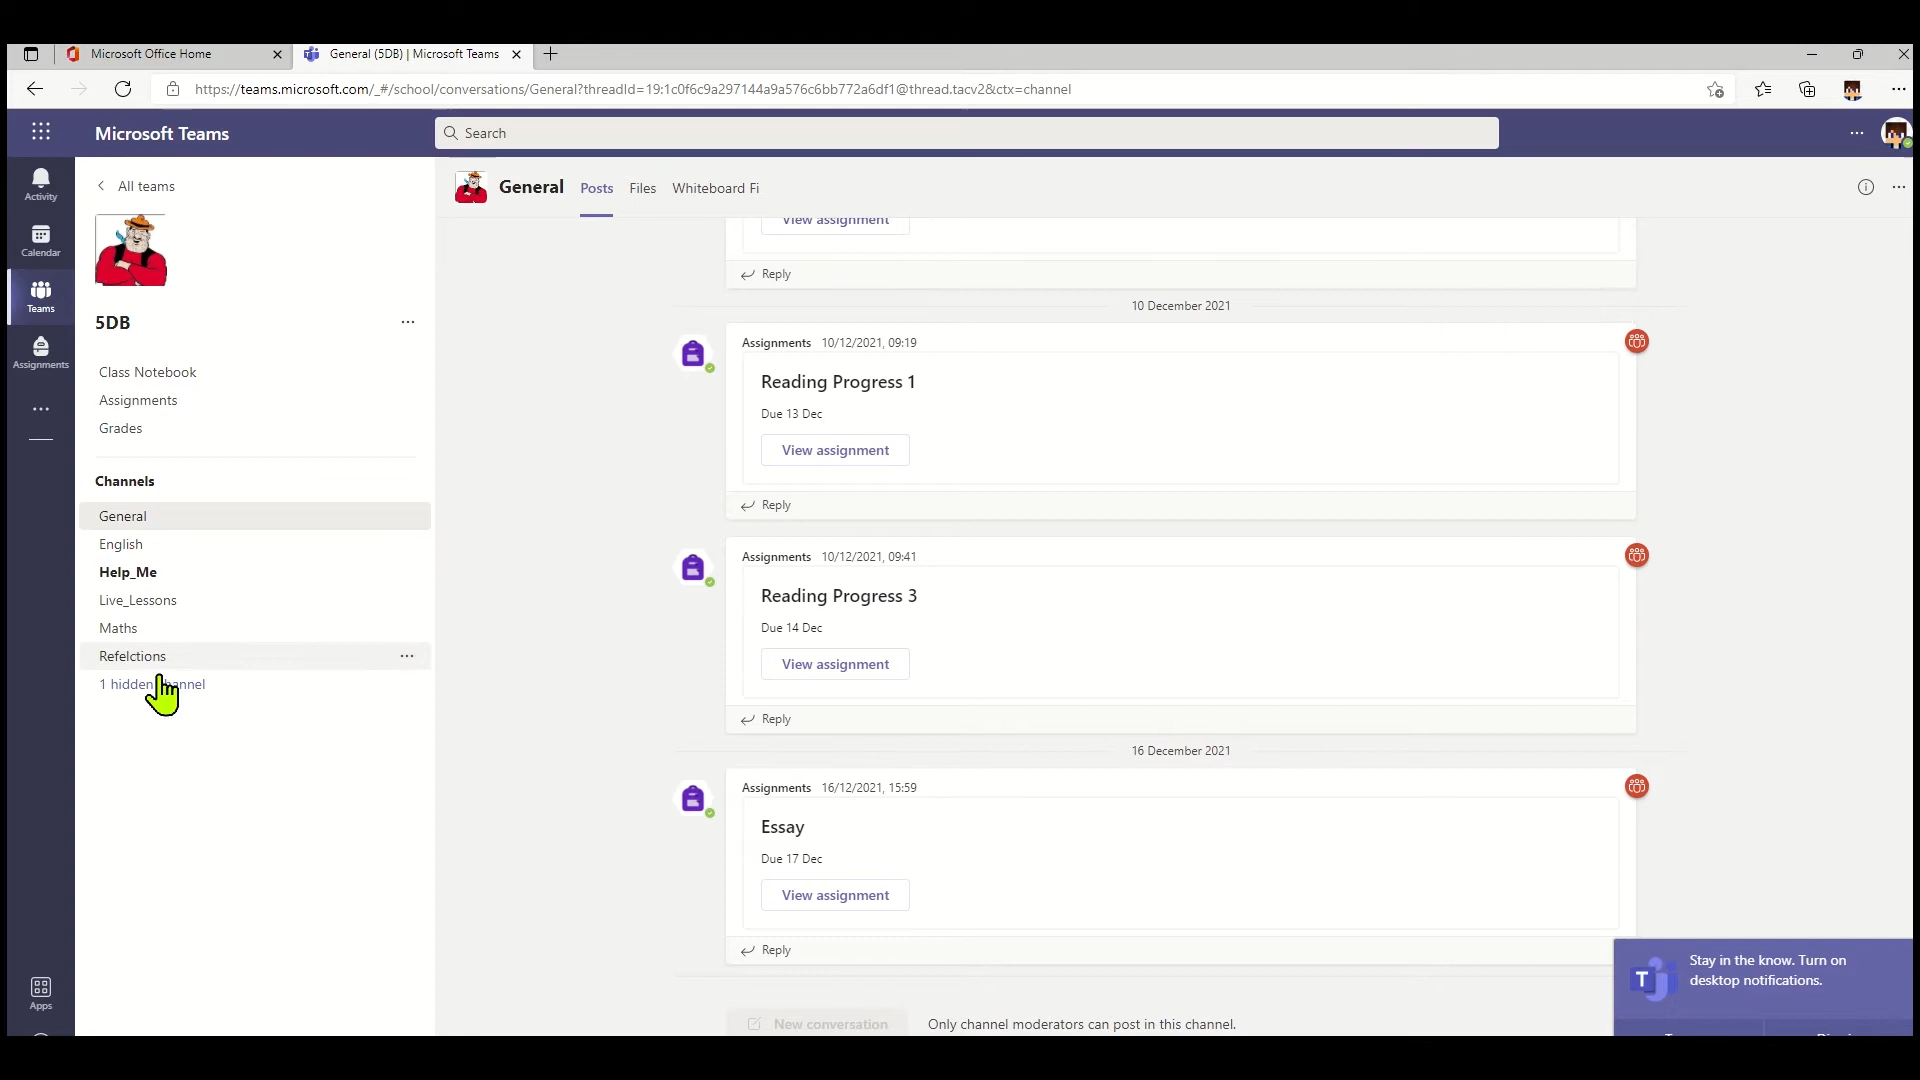 Microsoft Office Home
General (5DB) | Microsoft Teams
https://teams.microsoft.com/_#/school/conversations/General?threadId=19:1c0f6c9a297144a9a576c6bb772a6df1@thread.tacv2&ctx=channel
Microsoft Teams
Search
Activity
Calendar
Teams
Assignments
Apps
All teams
5DB
Class Notebook
Assignments
Grades
Channels
General
English
Help_Me
Live_Lessons
Maths
Refelctions
1 hidden
General
Posts
Files
Whiteboard Fi
View assignment
Reply
10 December 2021
Assignments 10/12/2021, 09:19
Reading Progress 1
Due 13 Dec
View assignment
Reply
Assignments 10/12/2021, 09:41
Reading Progress 3
Due 14 Dec
View assignment
Reply
16 December 2021
Assignments 16/12/2021, 15:59
Essay
Due 17 Dec
View assignment
Reply
New conversation
Only channel moderators can post in this channel.
T
Stay in the know. Turn on
desktop notifications.